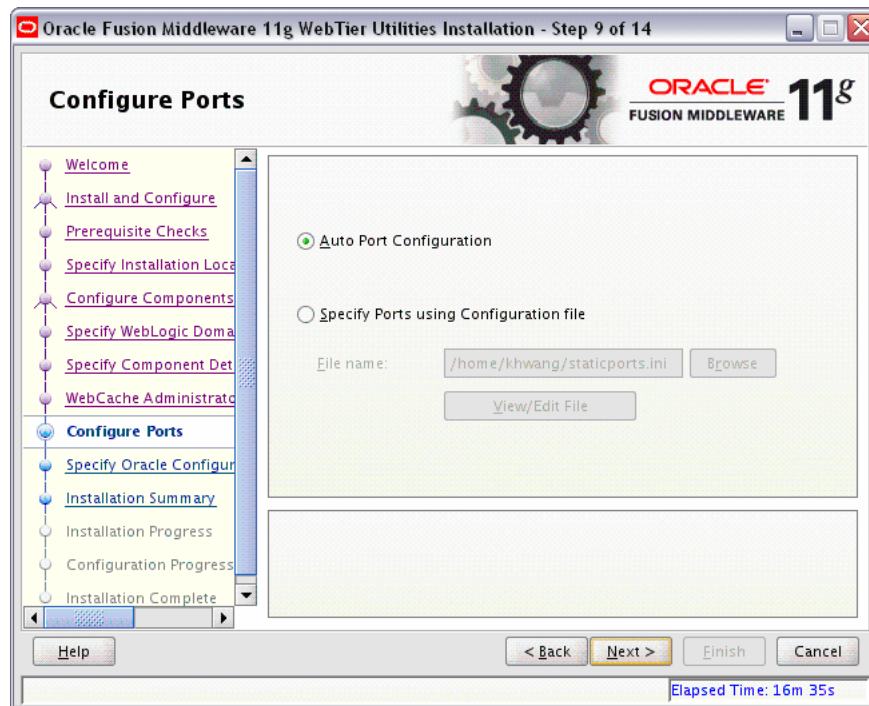 Oracle Fusion Middleware 11g WebTier Utilities Installation - Step 9 of 14
Configure Ports
ORACLE
FUSION MIDDLEWARE
11g
Welcome
Install and Configure
Prerequisite Checks
Specify Installation Loca
Configure Components
Specify WebLogic Doma
Specify Component Det
WebCache Administrato
Configure Ports
Specify Oracle Configur
Installation Summary
Installation Progress
Configuration Progress
Installation Complete
Auto Port Configuration
Specify Ports using Configuration file
File name: /home/khwang/staticports.ini Browse
View/Edit File
Help < Back Next > Finish Cancel
Elapsed Time: 16m 35s